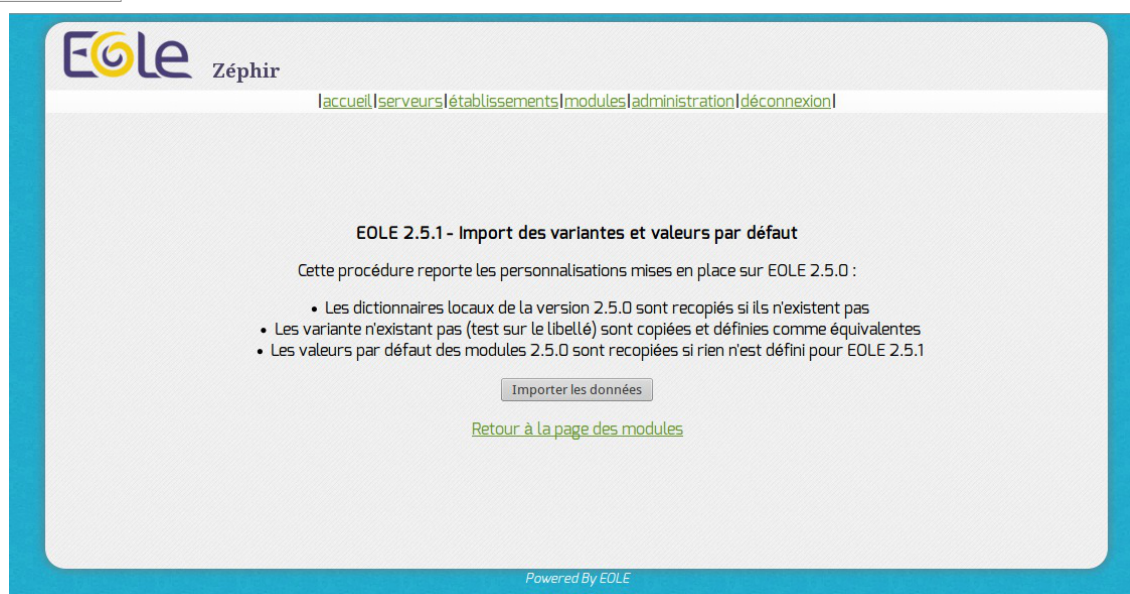 EOLE Zéphir
|accueil|serveurs|établissements|modules|administration|déconnexion|
EOLE 2.5.1 - Import des variantes et valeurs par défaut
Cette procédure reporte les personnalisations mises en place sur EOLE 2.5.0 :
• Les dictionnaires locaux de la version 2.5.0 sont recopiés si ils n'existent pas
• Les variante n'existant pas (test sur le libellé) sont copiées et définies comme équivalentes
• Les valeurs par défaut des modules 2.5.0 sont recopiées si rien n'est défini pour EOLE 2.5.1
Importer les données
Retour à la page des modules
Powered By EOLE